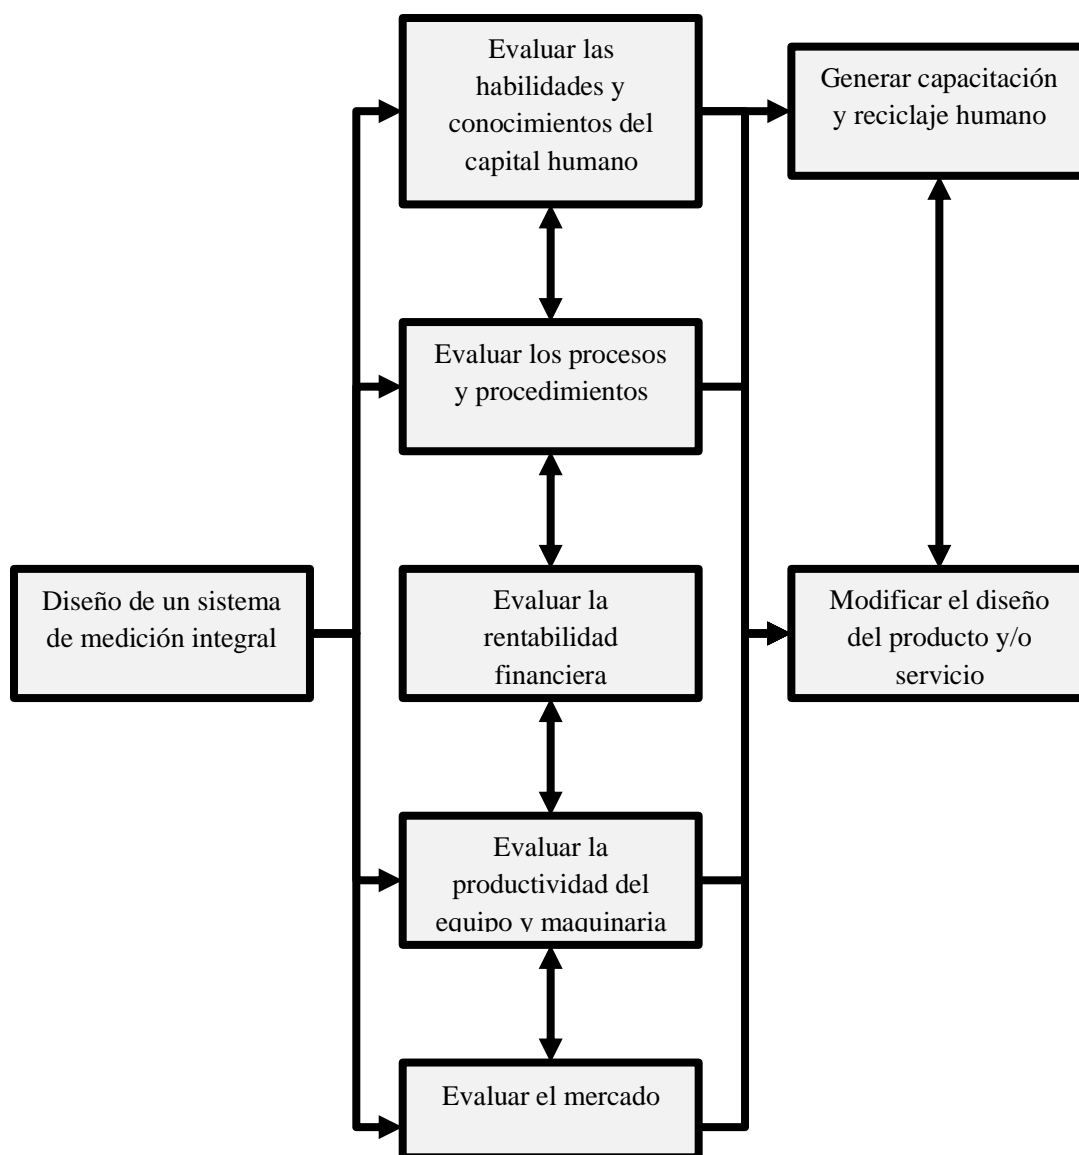 Evaluar las
habilidades y
conocimientos del
capital humano
Generar capacitación
y reciclaje humano
Evaluar los procesos
y procedimientos
Diseño de un sistema
de medición integral
Evaluar la
rentabilidad
financiera
Modificar el diseño
del producto y/o
servicio
Evaluar la
productividad del
equipo y maquinaria
Evaluar el mercado